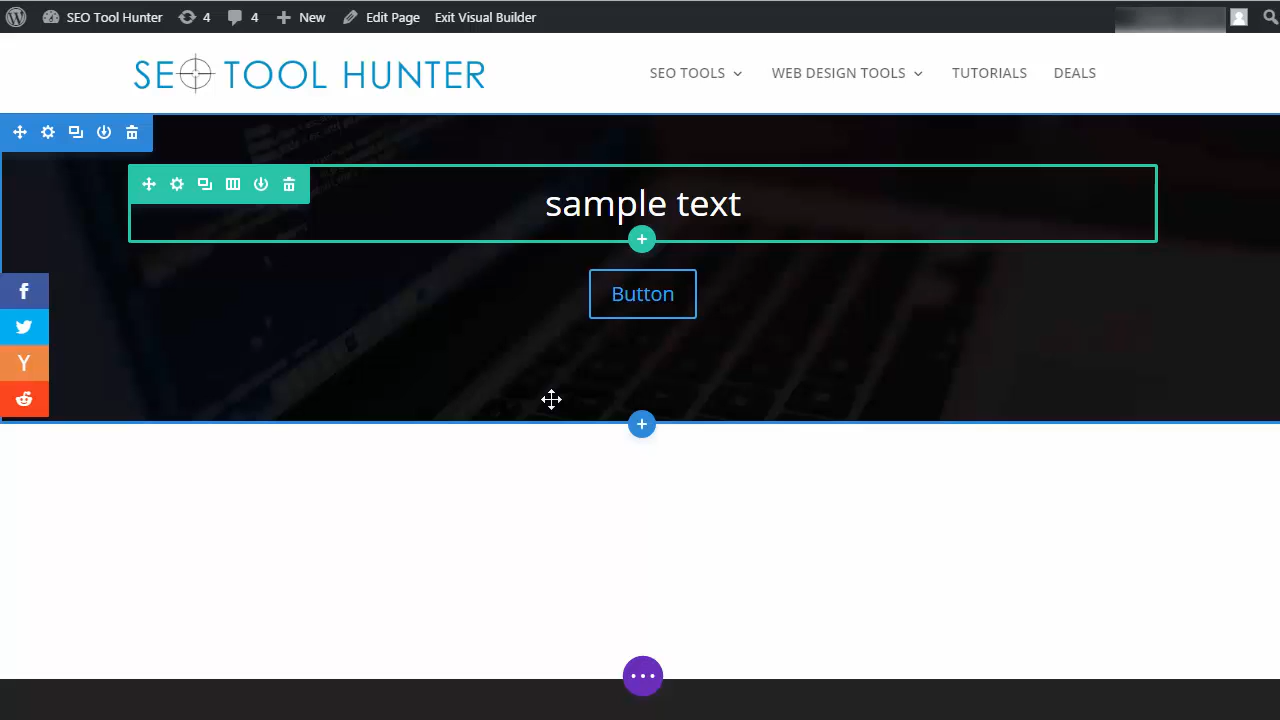 SEO Tool Hunter 4 4 New Edit Page Exit Visual Builder
SEO TOOL HUNTER
SEO TOOLS WEB DESIGN TOOLS TUTORIALS DEALS
sample text
Button